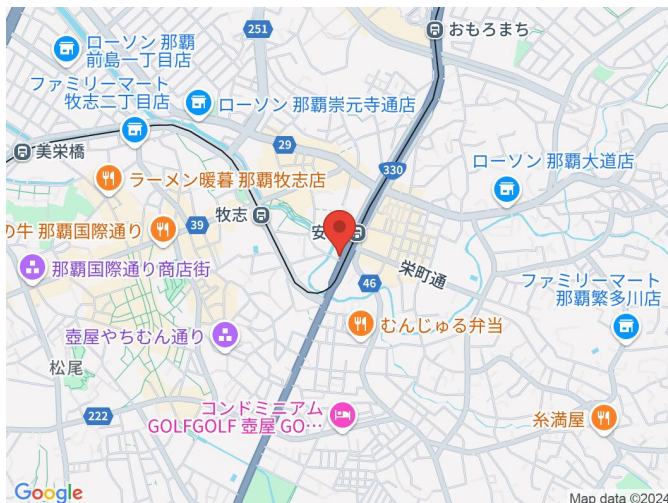 おもろまち
251
ローソン 那覇
前島一丁目店
ファミリーマート
牧志二丁目店
ローソン 那覇崇元寺通店
29
美栄橋
330
ラーメン暖暮 那覇牧志店
ローソン 那覇大道店
牧志
39
の牛 那覇国際通り
安
栄町通
那覇国際通り商店街
46
ファミリーマート
那覇繁多川店
むんじゅる弁当
壺屋やちむん通り
松尾
222
コンドミニアム
GOLFGOLF 壺屋 GO…
糸満屋
Google
Map data ©2024